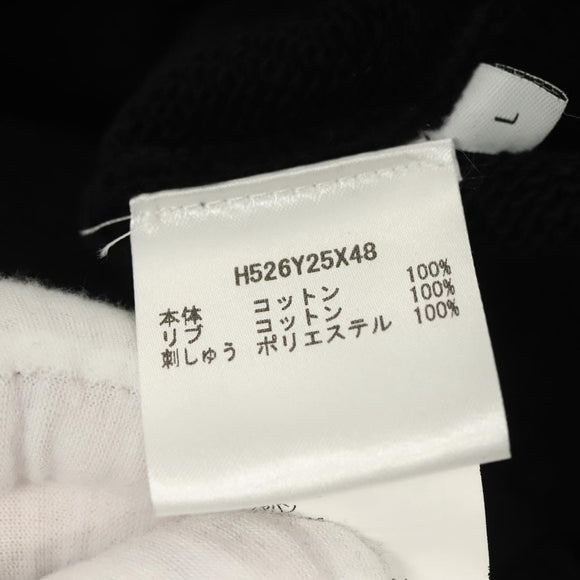 L
H526Y25X48
本体 コットン 100%
リブ コットン 100%
刺しゅう ポリエステル 100%